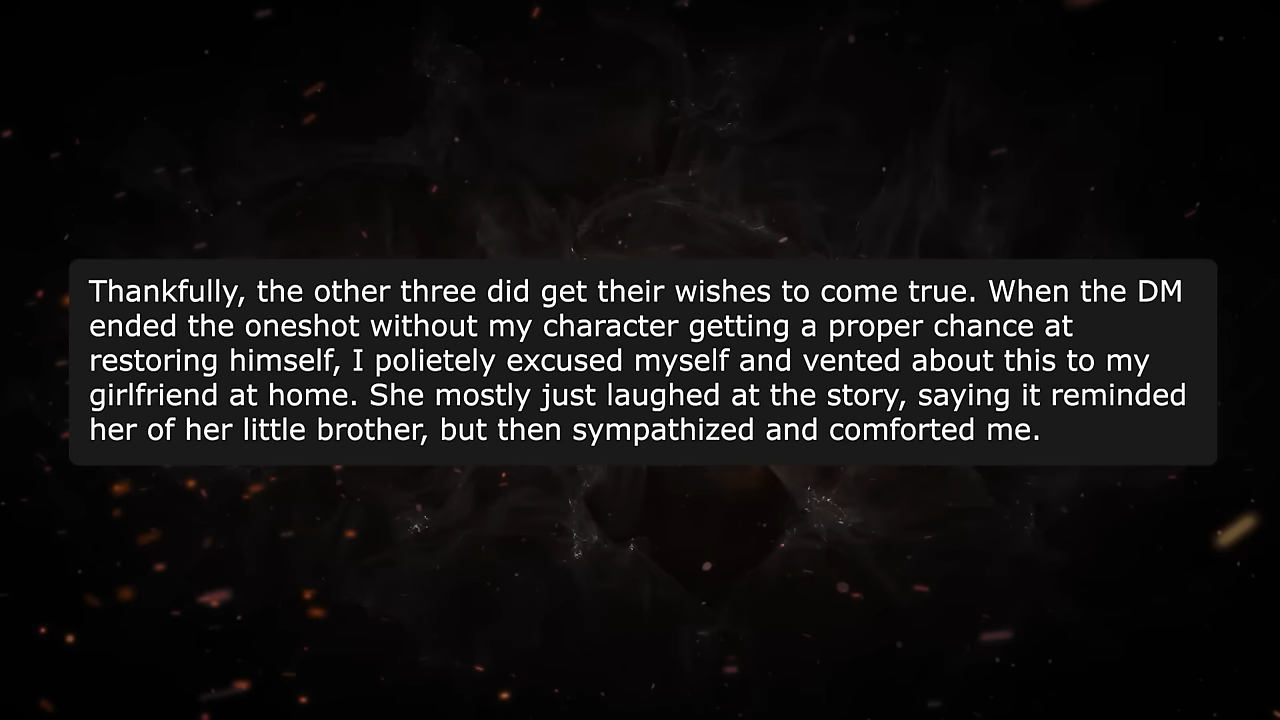 Thankfully, the other three did get their wishes to come true. When the DM
ended the oneshot without my character getting a proper chance at
restoring himself, I polietely excused myself and vented about this to my
girlfriend at home. She mostly just laughed at the story, saying it reminded
her of her little brother, but then sympathized and comforted me.